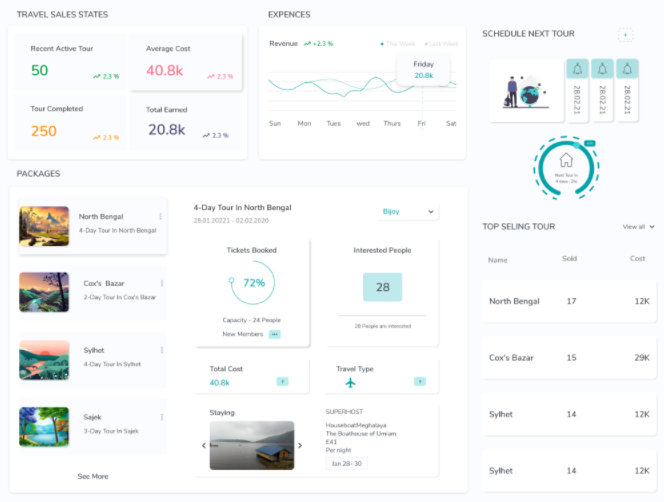 TRAVEL SALES STATES
Recent Active Tour
50
2.3 %
Average Cost
40.8k
2.3 %
Tour Completed
250
2.3 %
Total Earned
20.8k
2.3 %
EXPENCES
Revenue
+2.3 %
This Week
Last Week
Friday
20.8k
Sun Mon Tues wed Thurs Fri Sat
SCHEDULE NEXT TOUR
+
28.02.21
28.02.21
28.02.21
Next Tour In
PACKAGES
North Bengal
4-Day Tour In North Bengal
Cox's Bazar
2-Day Tour In Cox's Bazar
Sylhet
4-Day Tour In Sylhet
Sajek
3-Day Tour In Sajek
See More
4-Day Tour In North Bengal
28.01.20221 - 02.02.2020
Bijoy
Tickets Booked
72%
Capacity - 24 People
New Members
Interested People
28
28 People are interested
Total Cost
40.8k
Travel Type
Staying
SUPERHOST
HouseboatMeghalaya
The Boathouse of Umiam
£41
Per night
Jan 28- 30
TOP SELING TOUR
View all
Name Sold Cost
North Bengal 17 12K
Cox's Bazar 15 29K
Sylhet 14 12K
Sylhet 14 12K